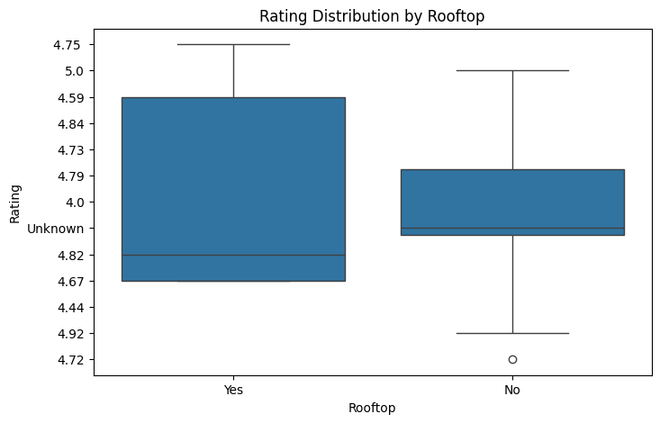 Rating Distribution by Rooftop
4.75
5.0
4.59
4.84
4.73
4.79
4.0
Unknown
4.82
4.67
4.44
4.92
4.72
Rating
Yes
No
Rooftop